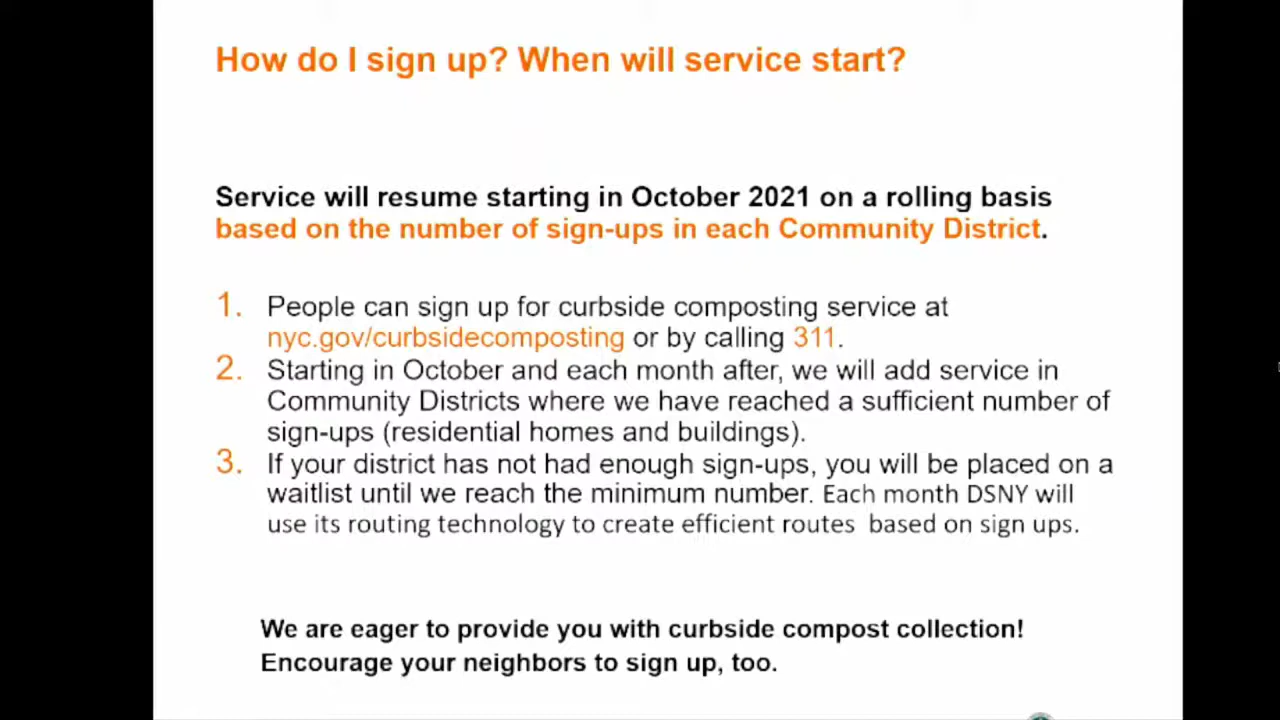 How do I sign up? When will service start?
Service will resume starting in October 2021 on a rolling basis
based on the number of sign-ups in each Community District.
1. People can sign up for curbside composting service at
nyc.gov/curbsidecomposting or by calling 311.
2. Starting in October and each month after, we will add service in
Community Districts where we have reached a sufficient number of
sign-ups (residential homes and buildings).
3. If your district has not had enough sign-ups, you will be placed on a
waitlist until we reach the minimum number. Each month DSNY will
use its routing technology to create efficient routes  based on sign ups.
We are eager to provide you with curbside compost collection!
Encourage your neighbors to sign up, too.